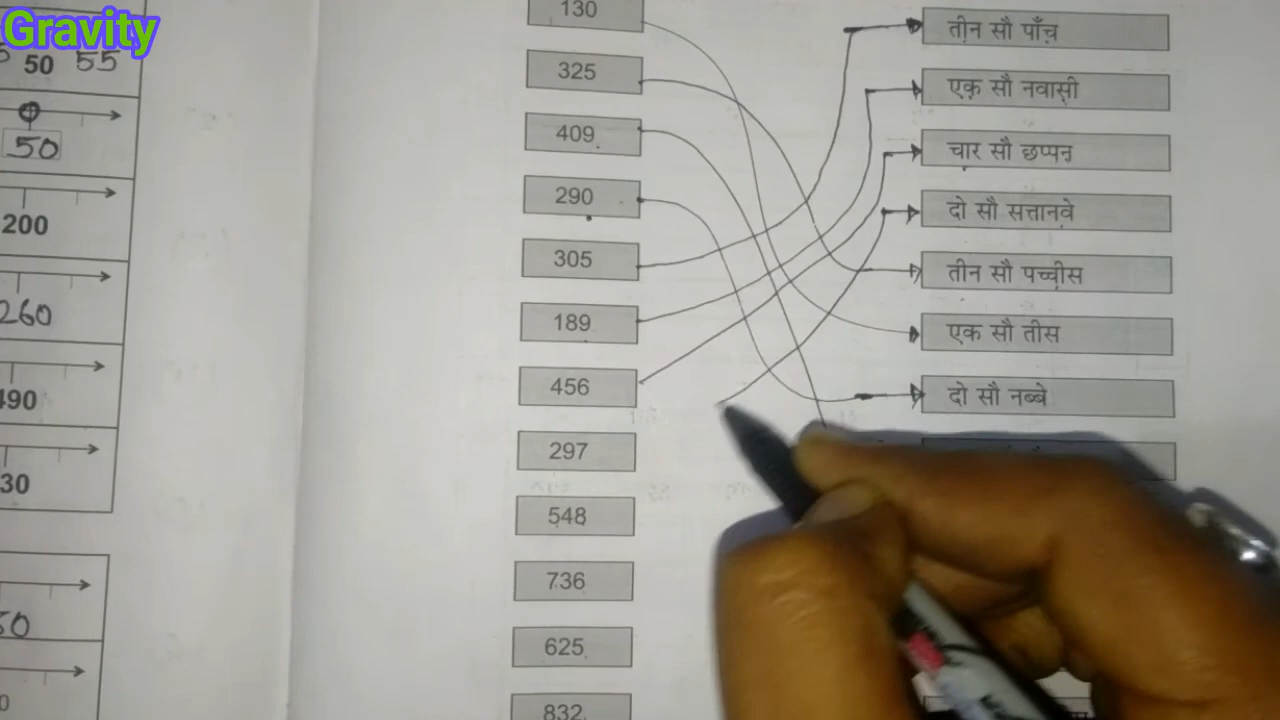 Gravity
50 55
50
200
260
490
30
130
325
409
290
305
189
456
297
548
736
625
832
तीन सौ पाँच
एक सौ नवासी
चार सौ छप्पन
दो सौ सत्तानवे
तीन सौ पच्चीस
एक सौ तीस
दो सौ नब्बे